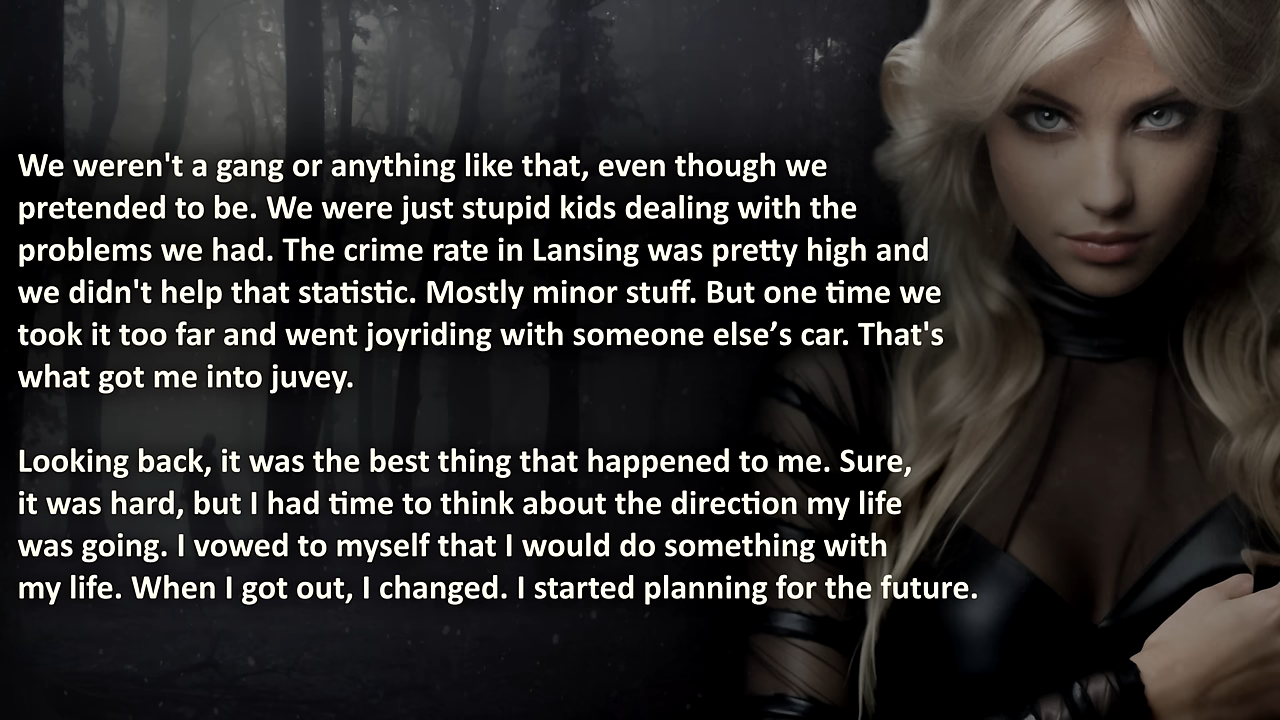 We weren't a gang or anything like that, even though we
pretended to be. We were just stupid kids dealing with the
problems we had. The crime rate in Lansing was pretty high and
we didn't help that statistic. Mostly minor stuff. But one time we
took it too far and went joyriding with someone else’s car. That's
what got me into juvey.
Looking back, it was the best thing that happened to me. Sure,
it was hard, but I had time to think about the direction my life
was going. I vowed to myself that I would do something with
my life. When I got out, I changed. I started planning for the future.